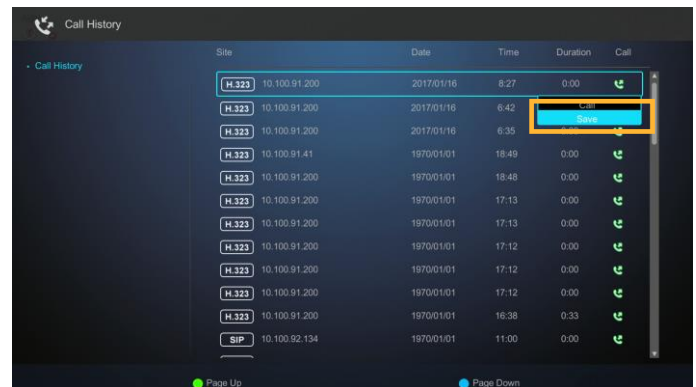 Call History
Site Date Time Duration Call
• Call History
H.323 10.100.91.200 2017/01/16 8:27 0:00
H.323 10.100.91.200 2017/01/16 6:42 Call
Save
H.323 10.100.91.200 2017/01/16 6:35
H.323 10.100.91.41 1970/01/01 18:49 0:00
H.323 10.100.91.200 1970/01/01 18:48 0:00
H.323 10.100.91.200 1970/01/01 17:13 0:00
H.323 10.100.91.200 1970/01/01 17:13 0:00
H.323 10.100.91.200 1970/01/01 17:12 0:00
H.323 10.100.91.200 1970/01/01 17:12 0:00
H.323 10.100.91.200 1970/01/01 17:12 0:00
H.323 10.100.91.200 1970/01/01 16:38 0:33
SIP 10.100.92.134 1970/01/01 11:00 0:00
Page Up Page Down